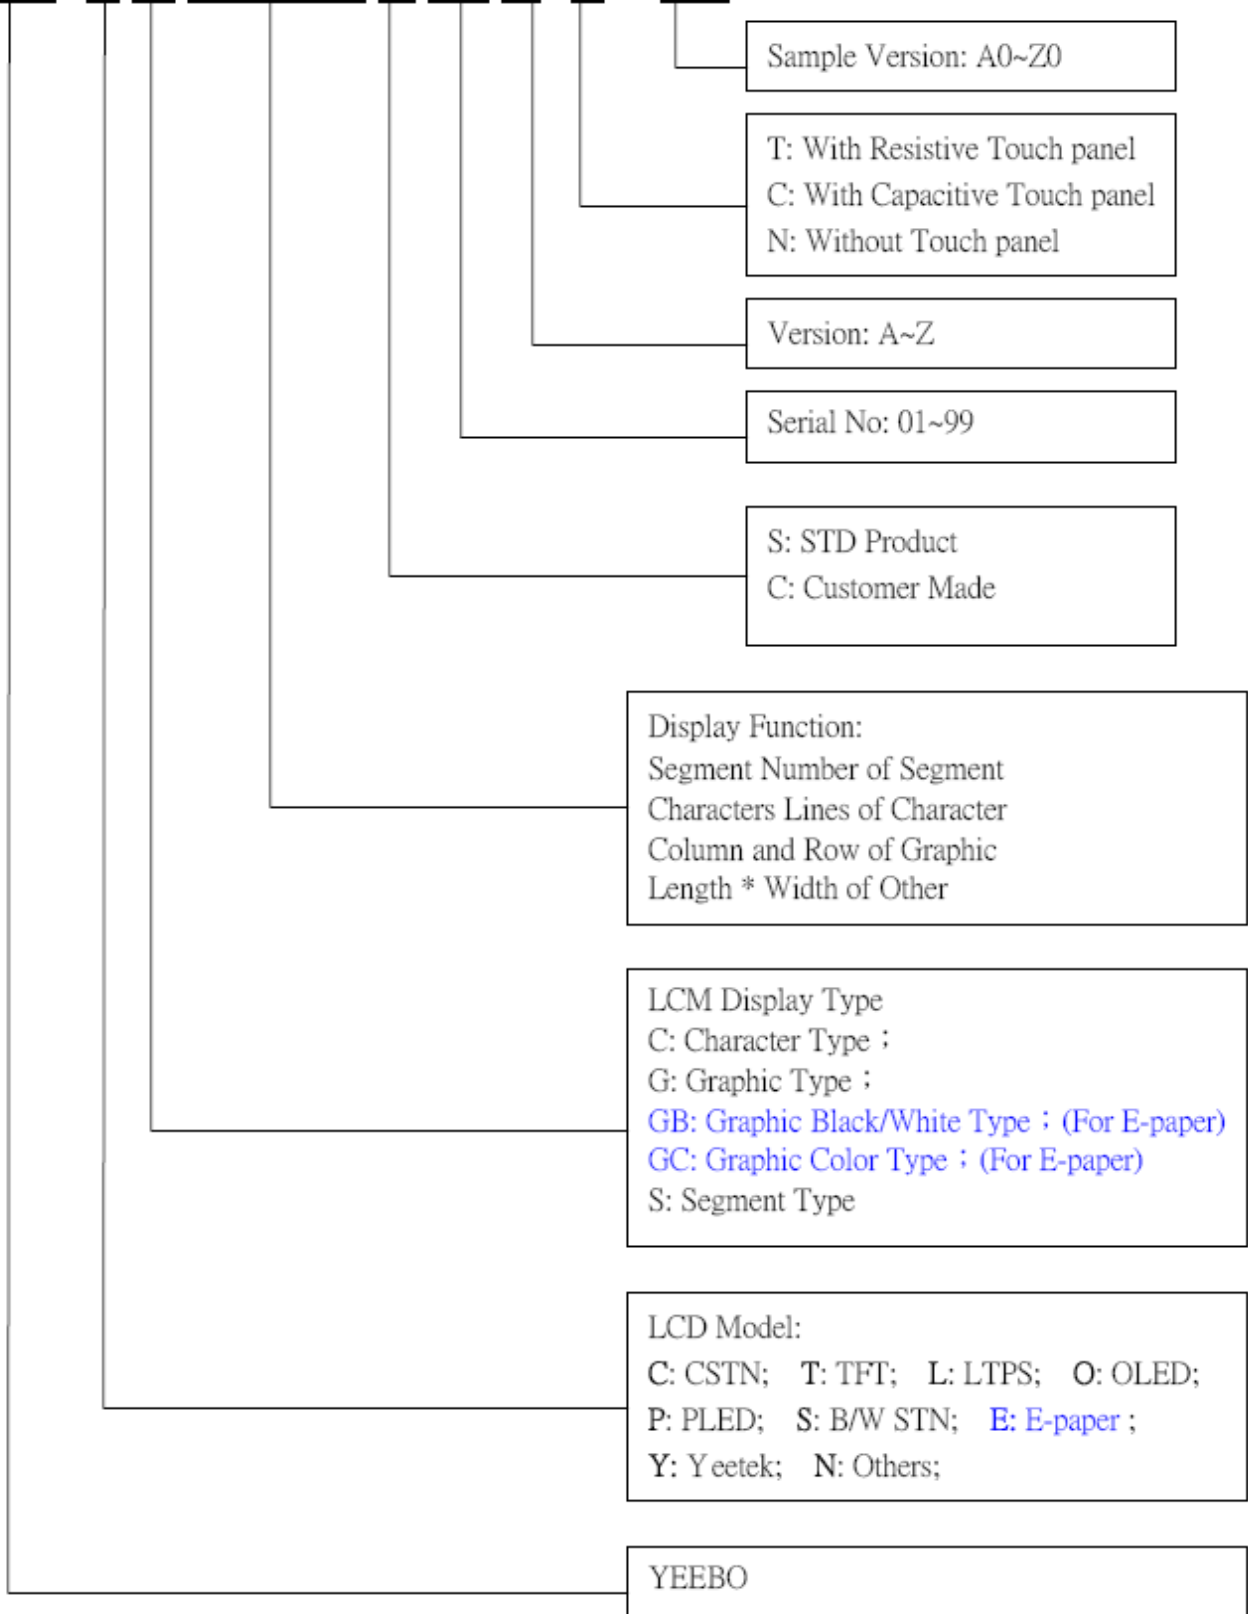 Sample Version: A0~Z0
T: With Resistive Touch panel
C: With Capacitive Touch panel
N: Without Touch panel
Version: A~Z
Serial No: 01~99
S: STD Product
C: Customer Made
Display Function:
Segment Number of Segment
Characters Lines of Character
Column and Row of Graphic
Length * Width of Other
LCM Display Type
C: Character Type；
G: Graphic Type；
GB: Graphic Black/White Type；(For E-paper)
GC: Graphic Color Type；(For E-paper)
S: Segment Type
LCD Model:
C: CSTN; T: TFT; L: LTPS; O: OLED;
P: PLED; S: B/W STN; E: E-paper ;
Y: Yeetek; N: Others;
YEEBO